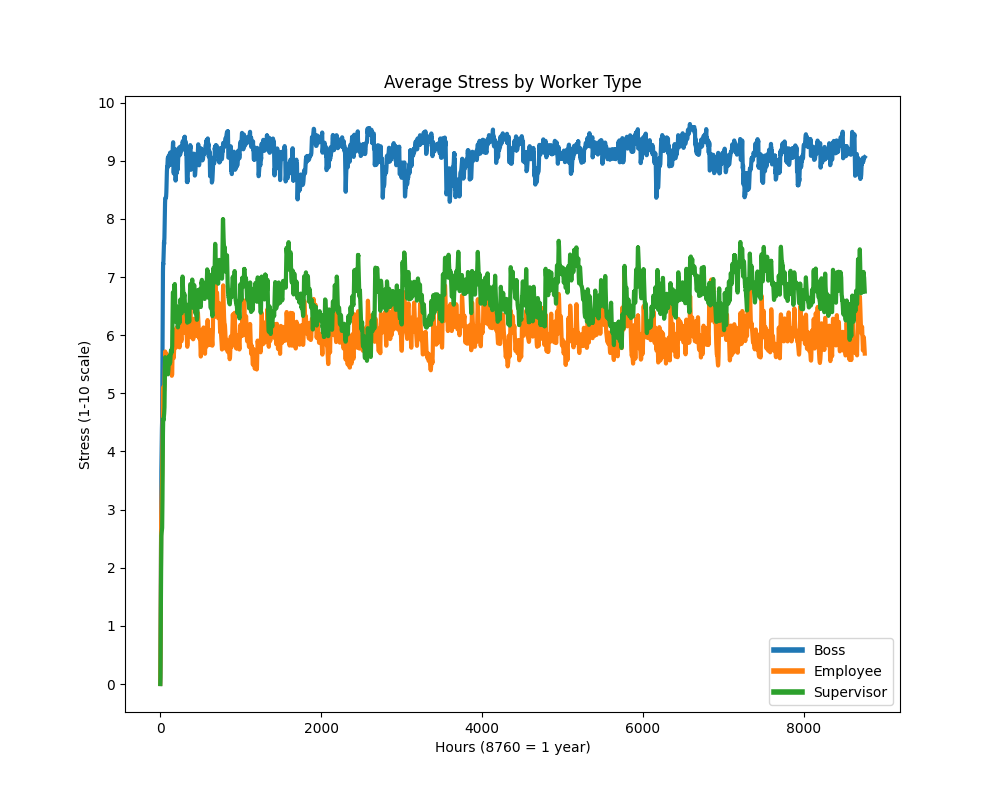 Average Stress by Worker Type
Stress (1-10 scale)
10
9
8
7
6
5
4
3
2
1
0
0 2000 4000 6000 8000
Hours (8760 = 1 year)
Boss
Employee
Supervisor